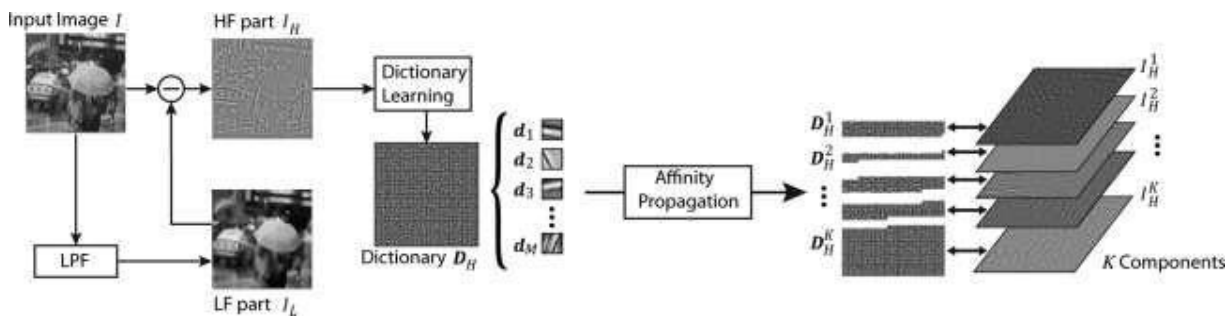 Input Image I
HF part I_H
Dictionary
Learning
LPF
LF part I_L
d_1
d_2
d_3
⋮
d_M
Dictionary D_H
Affinity
Propagation
D_H^1
D_H^2
⋮
D_H^K
I_H^1
I_H^2
⋮
I_H^K
K Components